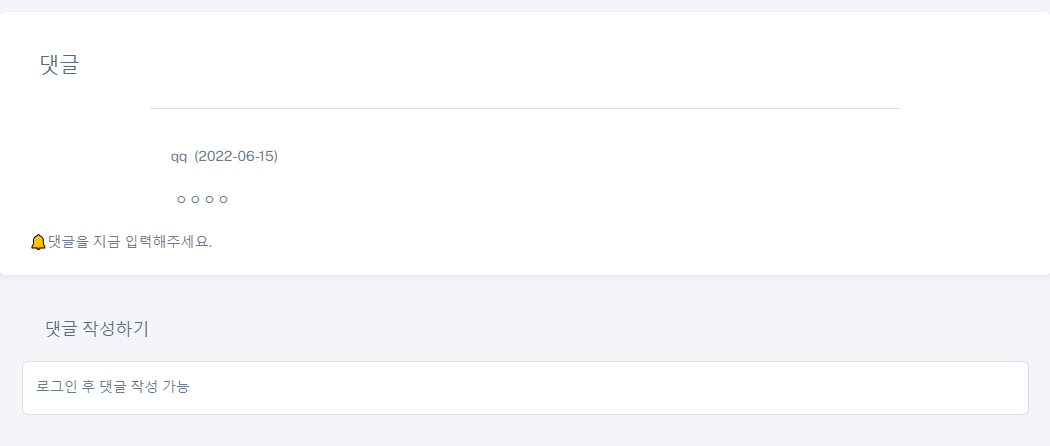 댓글
qq (2022-06-15)
ㅇㅇㅇㅇ
댓글을 지금 입력해주세요.
댓글 작성하기
로그인 후 댓글 작성 가능